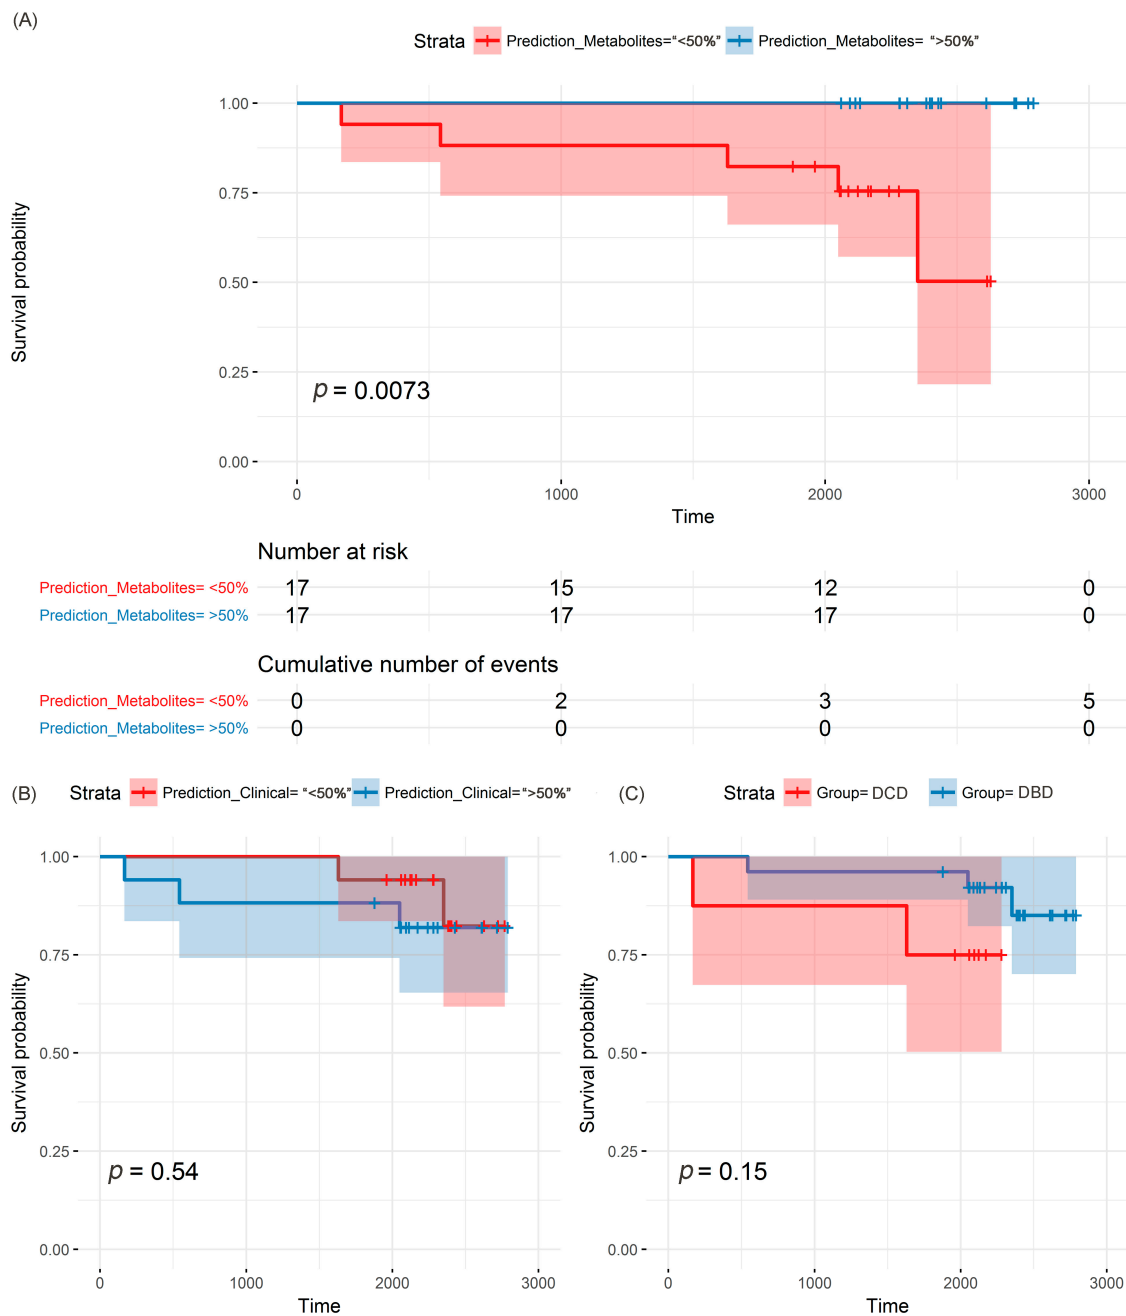 (A)
Strata Prediction_Metabolites=“<50%” Prediction_Metabolites= “>50%”
Survival probability
1.00
0.75
0.50
0.25
0.00
p = 0.0073
0 1000 2000 3000
Time
Number at risk
Prediction_Metabolites= <50% 17 15 12 0
Prediction_Metabolites= >50% 17 17 17 0
Cumulative number of events
Prediction_Metabolites= <50% 0 2 3 5
Prediction_Metabolites= >50% 0 0 0 0
(B) Strata Prediction_Clinical= “<50%” Prediction_Clinical=“>50%”
Survival probability
1.00
0.75
0.50
0.25
0.00
p = 0.54
0 1000 2000 3000
Time
(C) Strata Group= DCD Group= DBD
Survival probability
1.00
0.75
0.50
0.25
0.00
p = 0.15
0 1000 2000 3000
Time